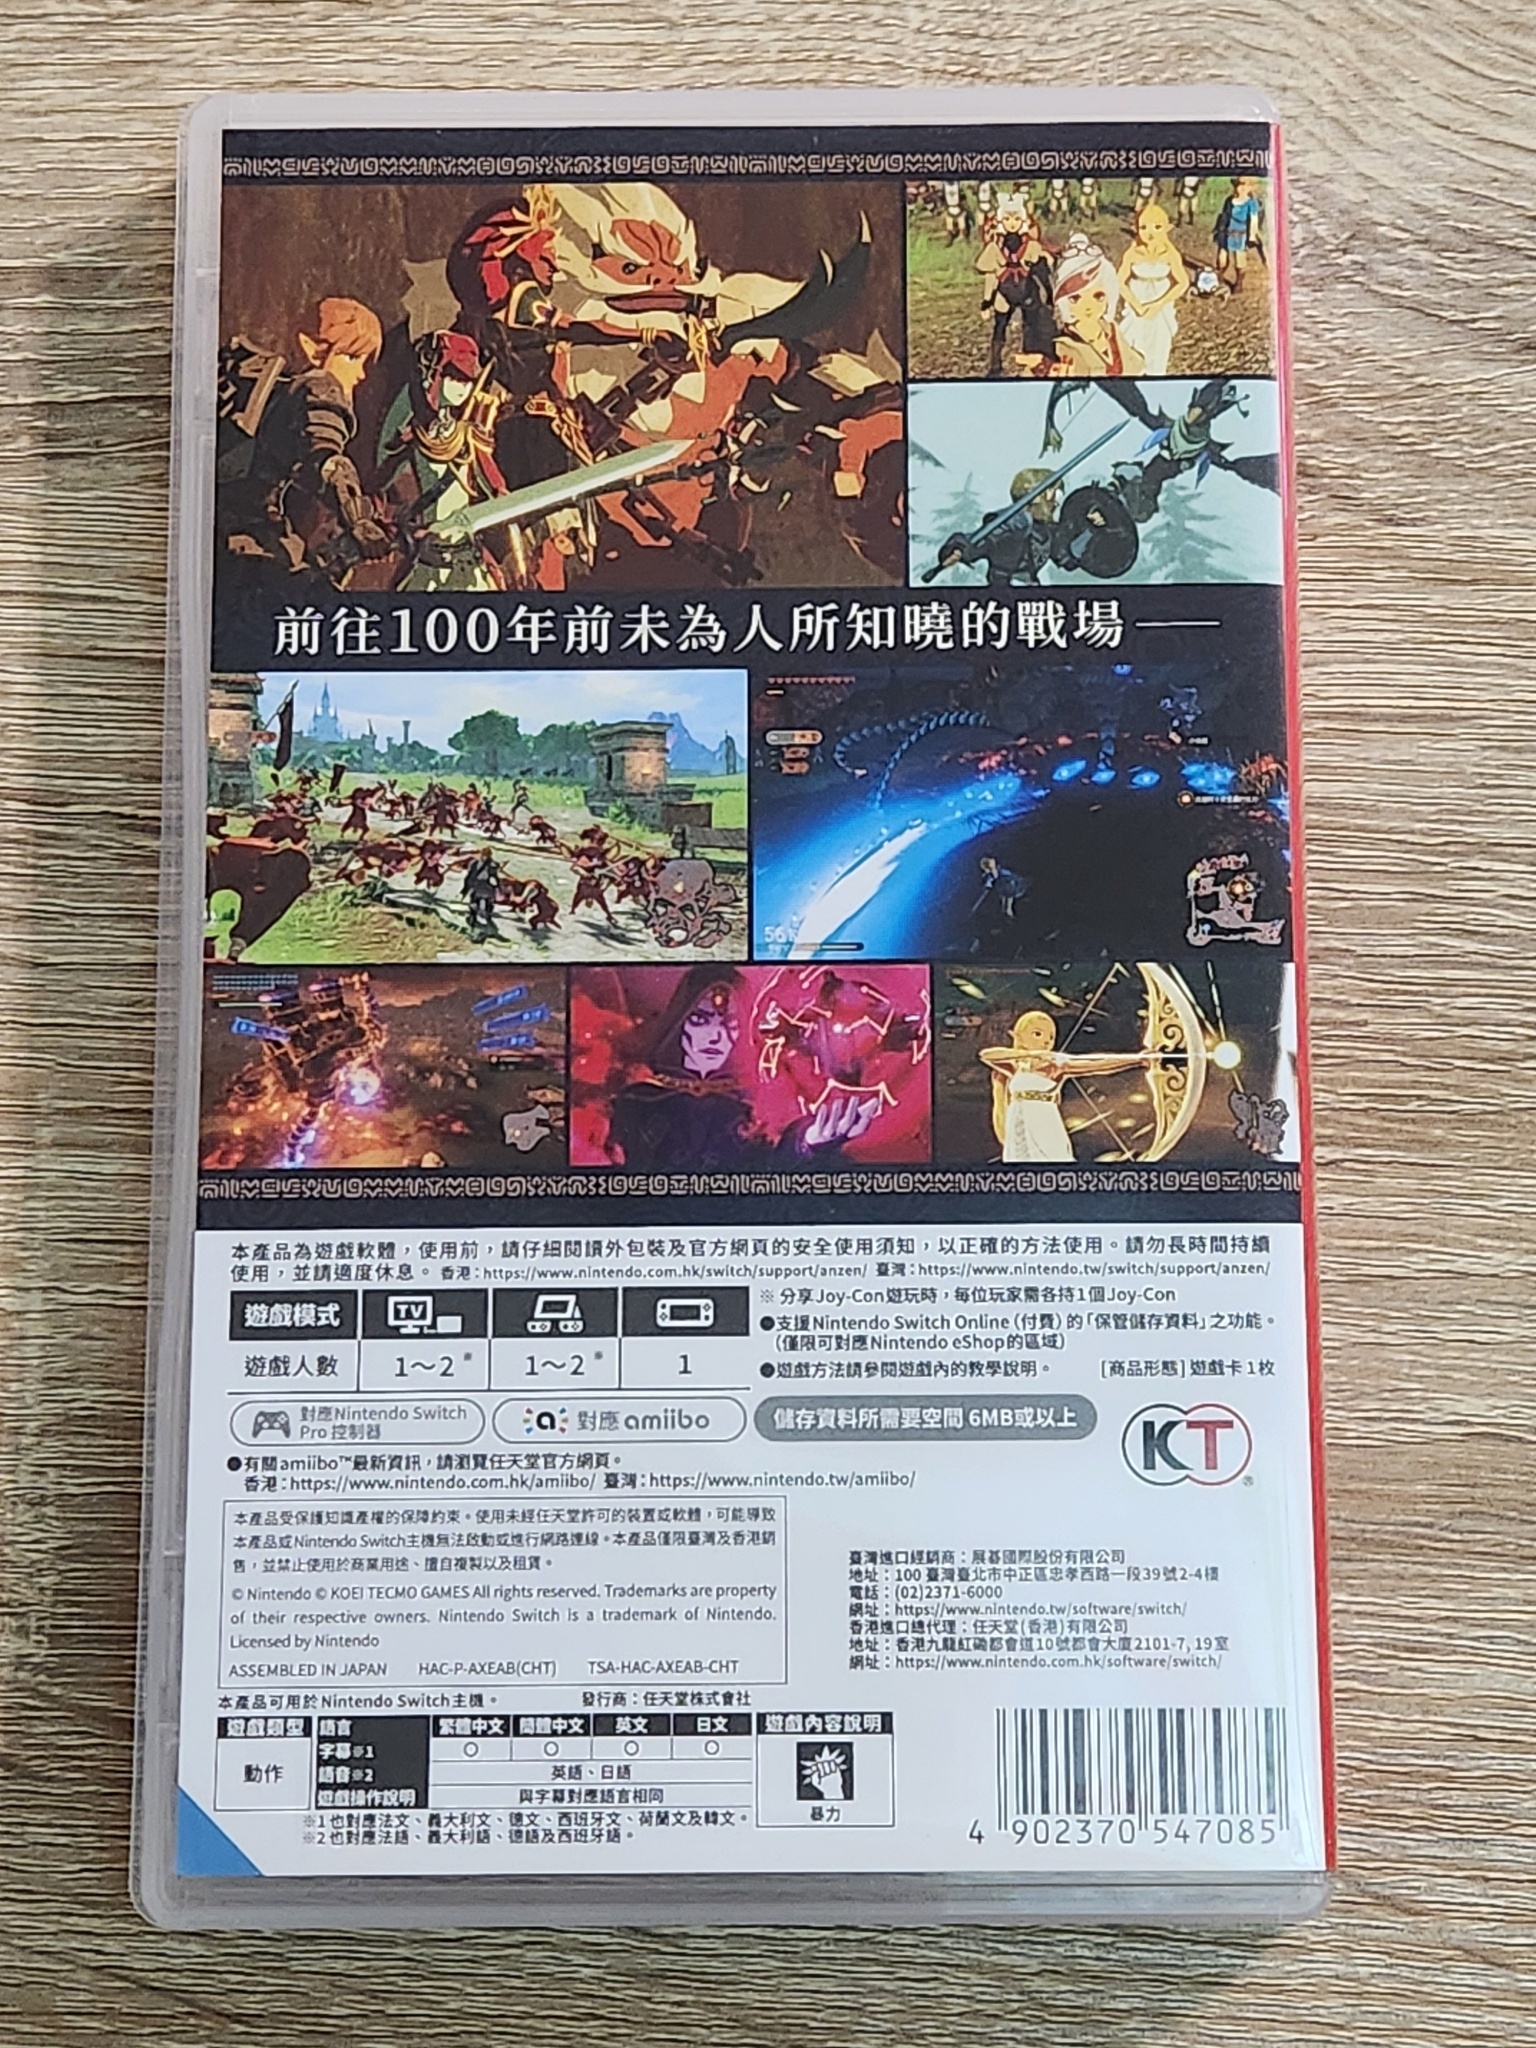 前往100年前未為人所知曉的戰場——
本產品為遊戲軟體，使用前，請仔細閱讀外包裝及官方網頁的安全使用須知，以正確的方法使用。請勿長時間持續
使用，並請適度休息。香港：https://www.nintendo.com.hk/switch/support/anzen/ 臺灣：https://www.nintendo.tw/switch/support/anzen/
遊戲模式 TV
遊戲人數 1～2※ 1～2※ 1
※分享Joy-Con遊玩時，每位玩家需各持1個Joy-Con
●支援Nintendo Switch Online（付費）的「保管儲存資料」之功能。
（僅限可對應Nintendo eShop的區域）
●遊戲方法請參閱遊戲內的教學說明。 [商品形態] 遊戲卡 1枚
對應Nintendo Switch
Pro 控制器
對應 amiibo
儲存資料所需要空間 6MB或以上
KT®
●有關amiibo™最新資訊，請瀏覽任天堂官方網頁。
香港：https://www.nintendo.com.hk/amiibo/ 臺灣：https://www.nintendo.tw/amiibo/
本產品受保護知識產權的保障約束。使用未經任天堂許可的裝置或軟體，可能導致
本產品或Nintendo Switch主機無法啟動或進行網路連線。本產品僅限臺灣及香港銷
售，並禁止使用於商業用途、擅自複製以及租賃。
© Nintendo © KOEI TECMO GAMES All rights reserved. Trademarks are property
of their respective owners. Nintendo Switch is a trademark of Nintendo.
Licensed by Nintendo
ASSEMBLED IN JAPAN HAC-P-AXEAB(CHT) TSA-HAC-AXEAB-CHT
臺灣進口經銷商：展碁國際股份有限公司
地址：100 臺灣臺北市中正區忠孝西路一段39號2-4樓
電話：(02)2371-6000
網址：https://www.nintendo.tw/software/switch/
香港進口總代理：任天堂(香港)有限公司
地址：香港九龍紅磡都會道10號都會大廈2101-7, 19室
網址：https://www.nintendo.com.hk/software/switch/
本產品可用於Nintendo Switch主機。 發行商：任天堂株式會社
遊戲類型 語言 繁體中文 簡體中文 英文 日文
動作 字幕※1 ○ ○ ○ ○
語音※2 英語、日語
遊戲操作說明 與字幕對應語言相同
※1也對應法文、義大利文、德文、西班牙文、荷蘭文及韓文。
※2也對應法語、義大利語、德語及西班牙語。
遊戲內容說明
暴力
4 902370 547085